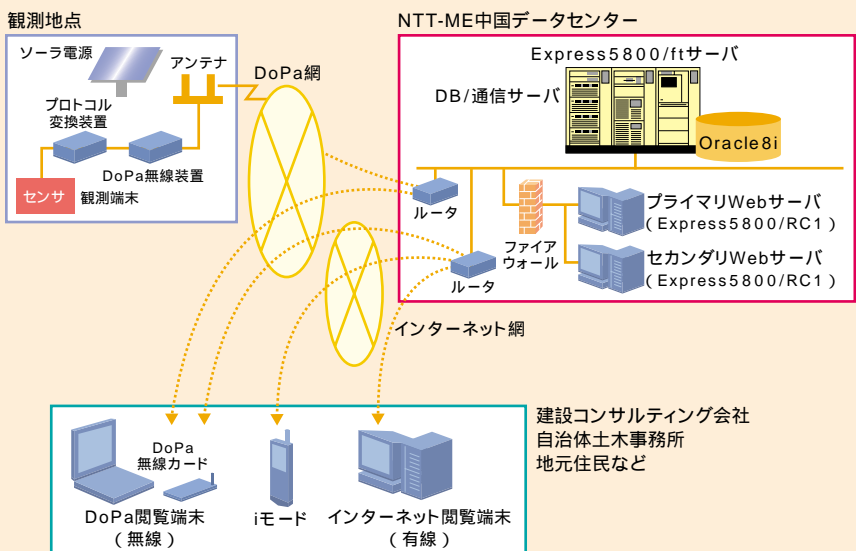 観測地点
ソーラ電源
アンテナ
プロトコル
変換装置
DoPa無線装置
センサ
観測端末
DoPa網
NTT-ME中国データセンター
Express5800/ftサーバ
DB/通信サーバ
Oracle8i
ルータ
ファイア
ウォール
プライマリWebサーバ
(Express5800/RC1)
セカンダリWebサーバ
(Express5800/RC1)
ルータ
インターネット網
建設コンサルティング会社
自治体土木事務所
地元住民など
DoPa
無線カード
DoPa閲覧端末
(無線)
iモード
インターネット閲覧端末
(有線)